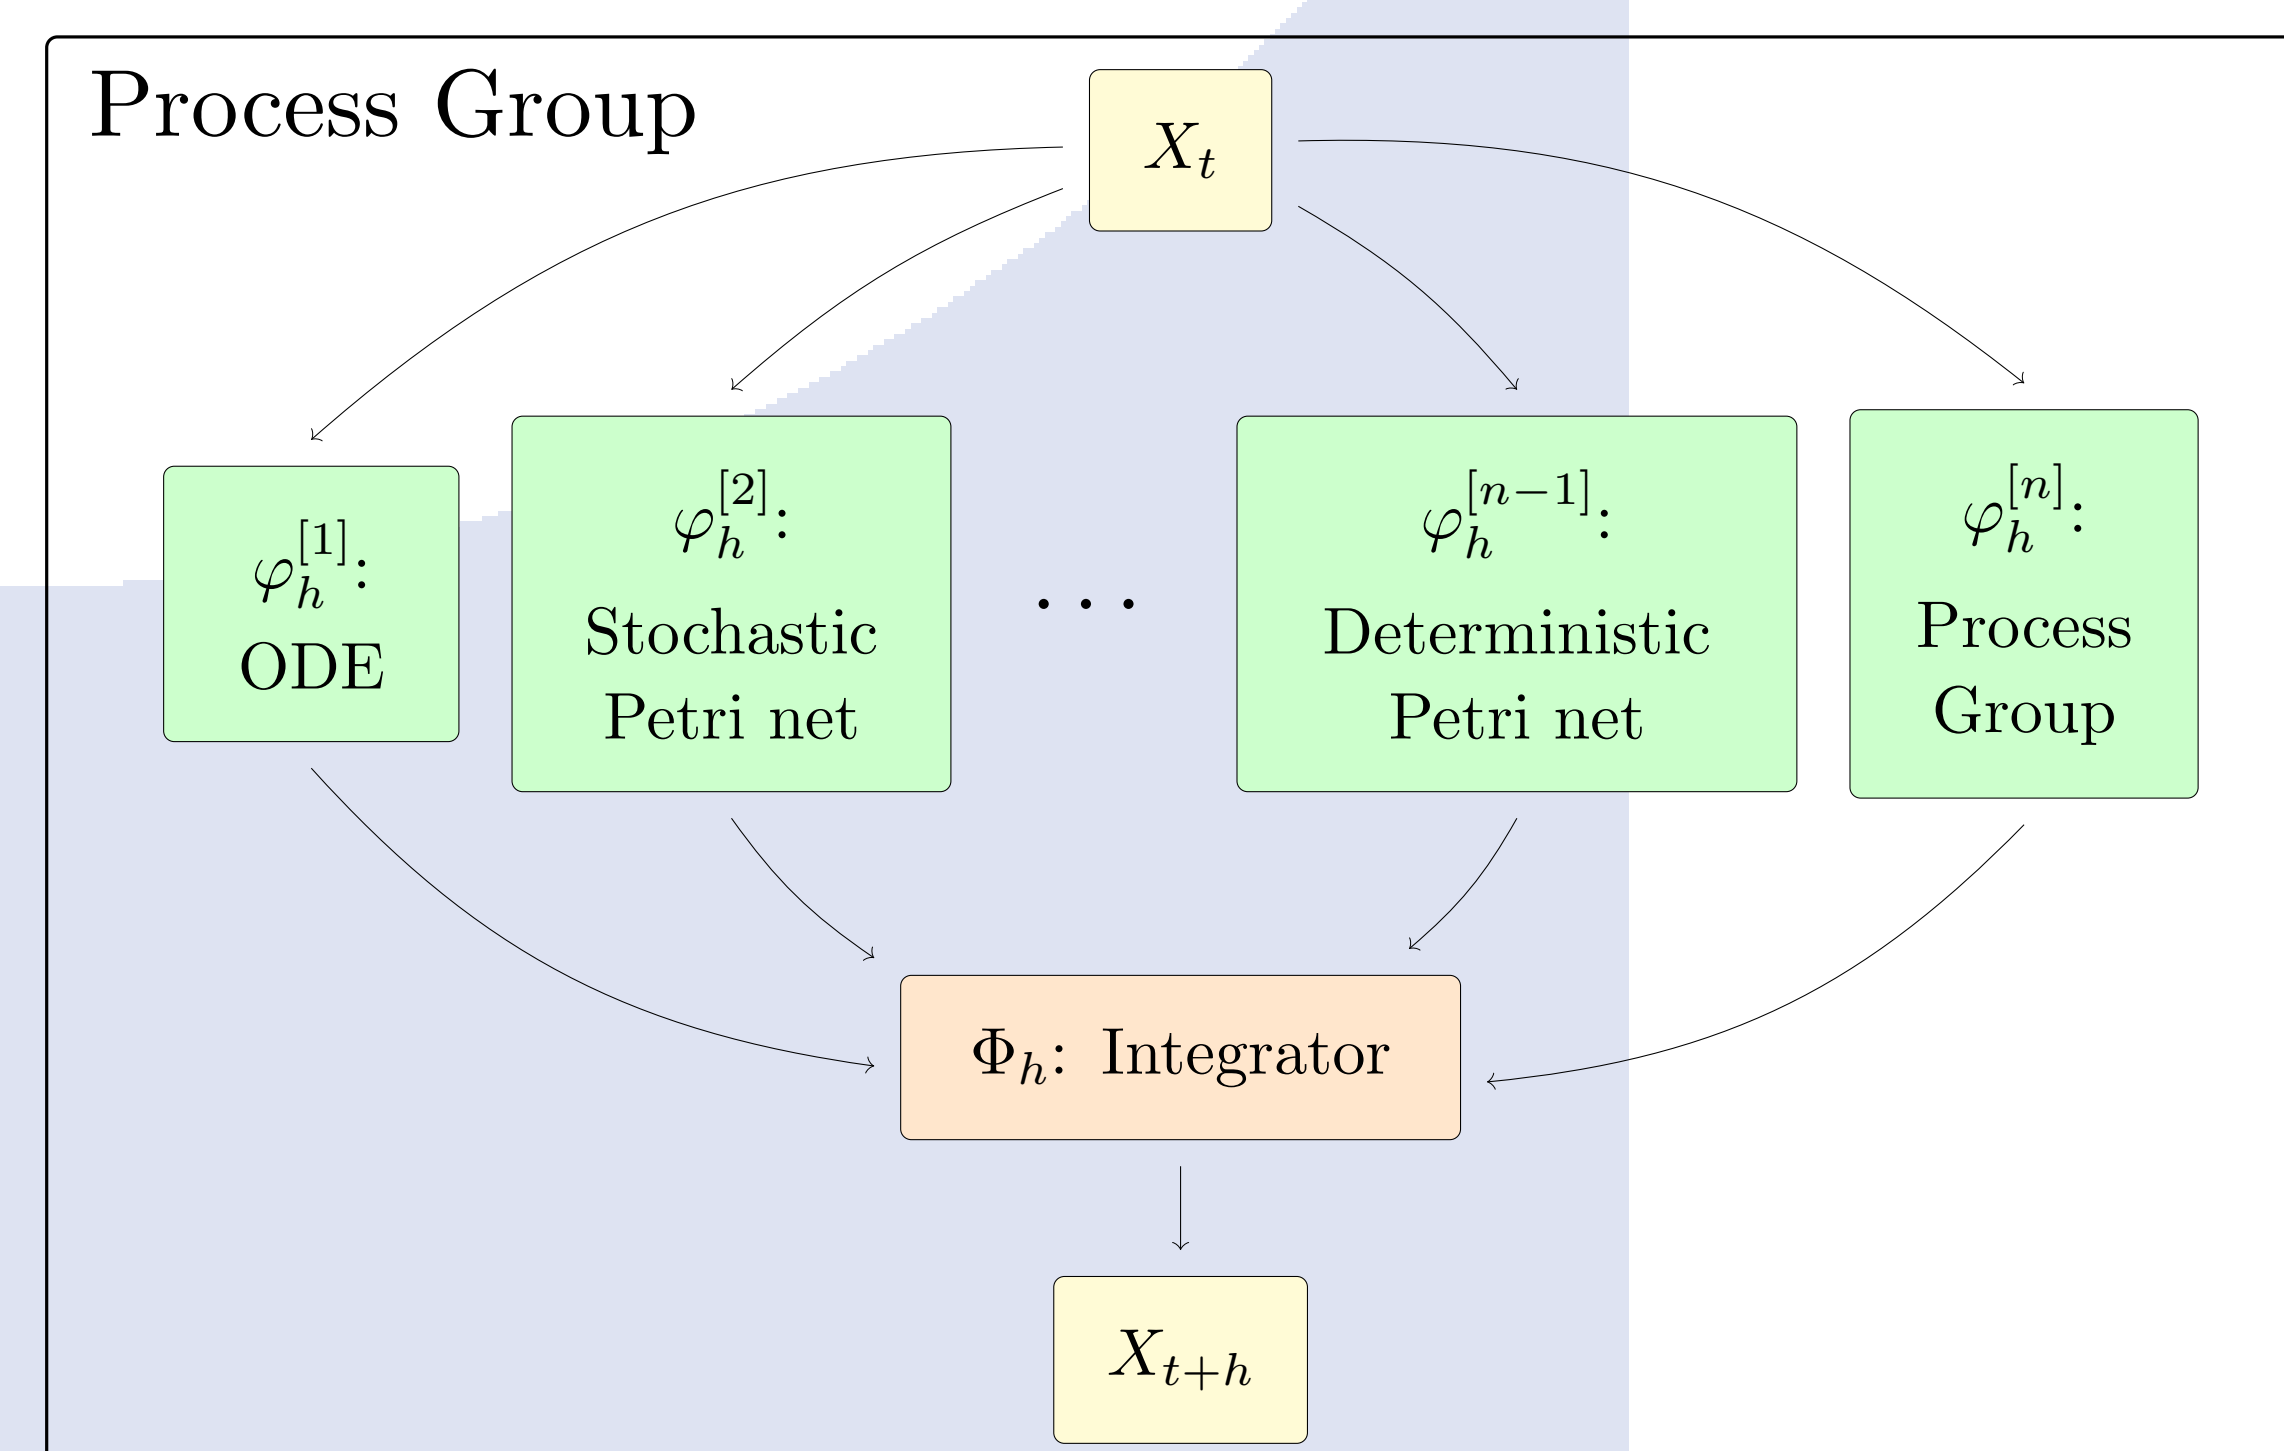 Process Group
X_t
φ_h^{[1]}:
ODE
φ_h^{[2]}:
Stochastic
Petri net
···
φ_h^{[n−1]}:
Deterministic
Petri net
φ_h^{[n]}:
Process
Group
Φ_h: Integrator
X_{t+h}